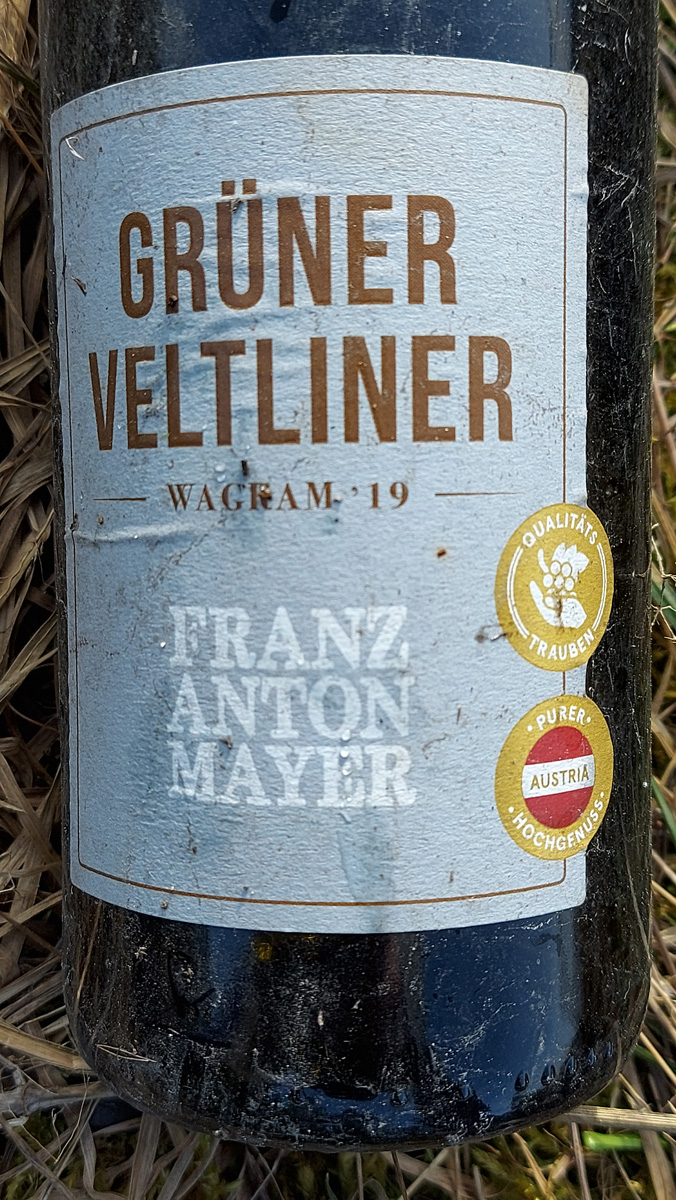 GRÜNER
VELTLINER
WAGRAM '19
FRANZ
ANTON
MAYER
QUALITÄTS
TRAUBEN
PURER
AUSTRIA
HOCHGENUSS